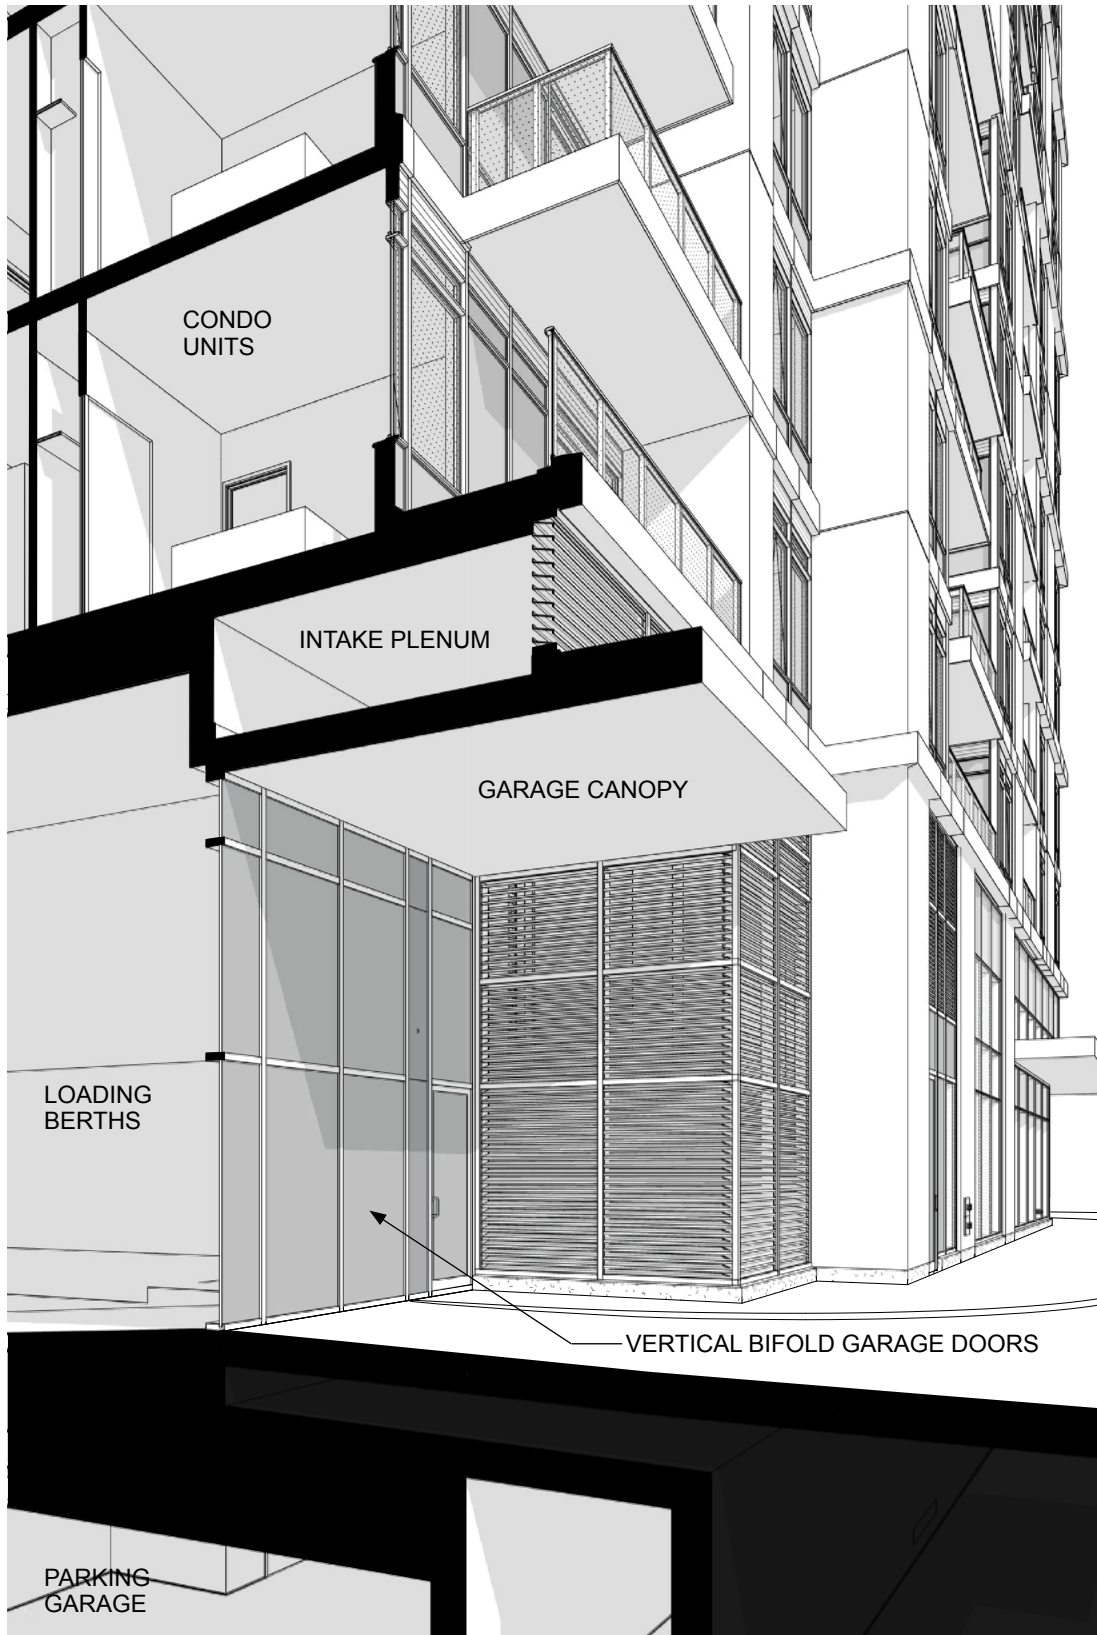 CONDO
UNITS
INTAKE PLENUM
GARAGE CANOPY
LOADING
BERTHS
VERTICAL BIFOLD GARAGE DOORS
PARKING
GARAGE